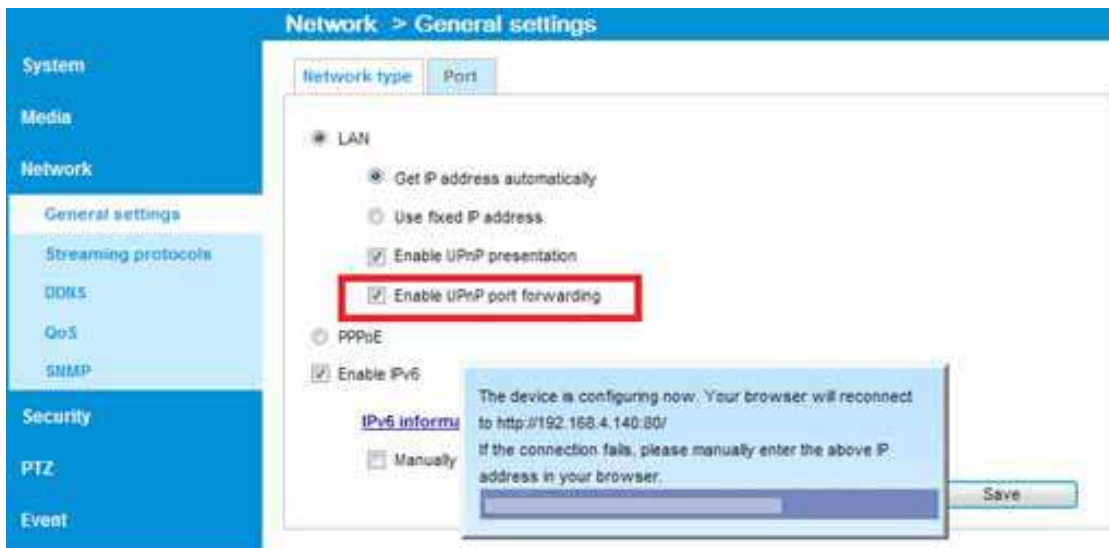 Network > General settings
System
Media
Network
General settings
Streaming protocols
DDNS
QoS
SNMP
Security
PTZ
Event
Network type
Port
LAN
Get IP address automatically
Use fixed IP address
Enable UPnP presentation
Enable UPnP port forwarding
PPPoE
Enable IPv6
IPv6 informa
Manually
The device is configuring now. Your browser will reconnect
to http://192.168.4.140:80/
If the connection fails, please manually enter the above IP
address in your browser.
Save